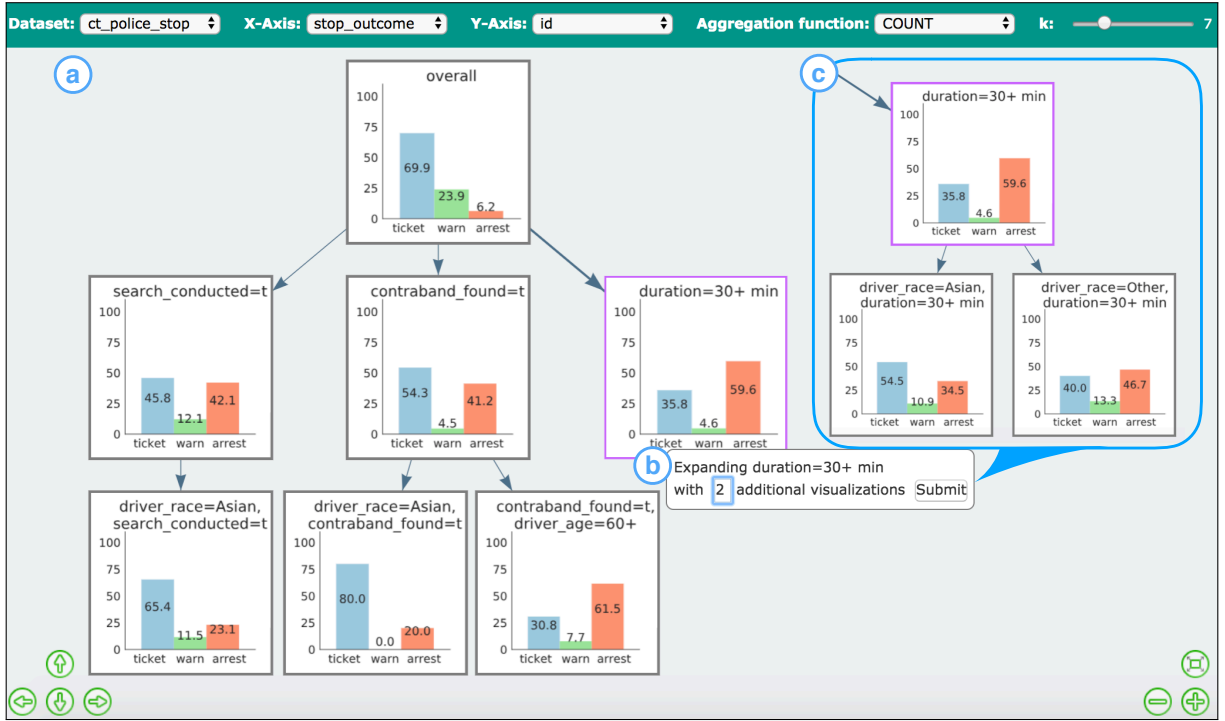 Dataset: ct_police_stop X-Axis: stop_outcome Y-Axis: id Aggregation function: COUNT k: 7
a
overall
100
75
50
25
0
69.9
23.9
6.2
ticket warn arrest
search_conducted=t
100
75
50
25
0
45.8
12.1
42.1
ticket warn arrest
contraband_found=t
100
75
50
25
0
54.3
4.5
41.2
ticket warn arrest
duration=30+ min
100
75
50
25
0
35.8
4.6
59.6
ticket warn arrest
driver_race=Asian,
search_conducted=t
100
75
50
25
0
65.4
11.5
23.1
ticket warn arrest
driver_race=Asian,
contraband_found=t
100
75
50
25
0
80.0
0.0
20.0
ticket warn arrest
contraband_found=t,
driver_age=60+
100
75
50
25
0
30.8
7.7
61.5
ticket warn arrest
b
Expanding duration=30+ min
with 2 additional visualizations Submit
c
duration=30+ min
100
75
50
25
0
35.8
4.6
59.6
ticket warn arrest
driver_race=Asian,
duration=30+ min
100
75
50
25
0
54.5
10.9
34.5
ticket warn arrest
driver_race=Other,
duration=30+ min
100
75
50
25
0
40.0
13.3
46.7
ticket warn arrest